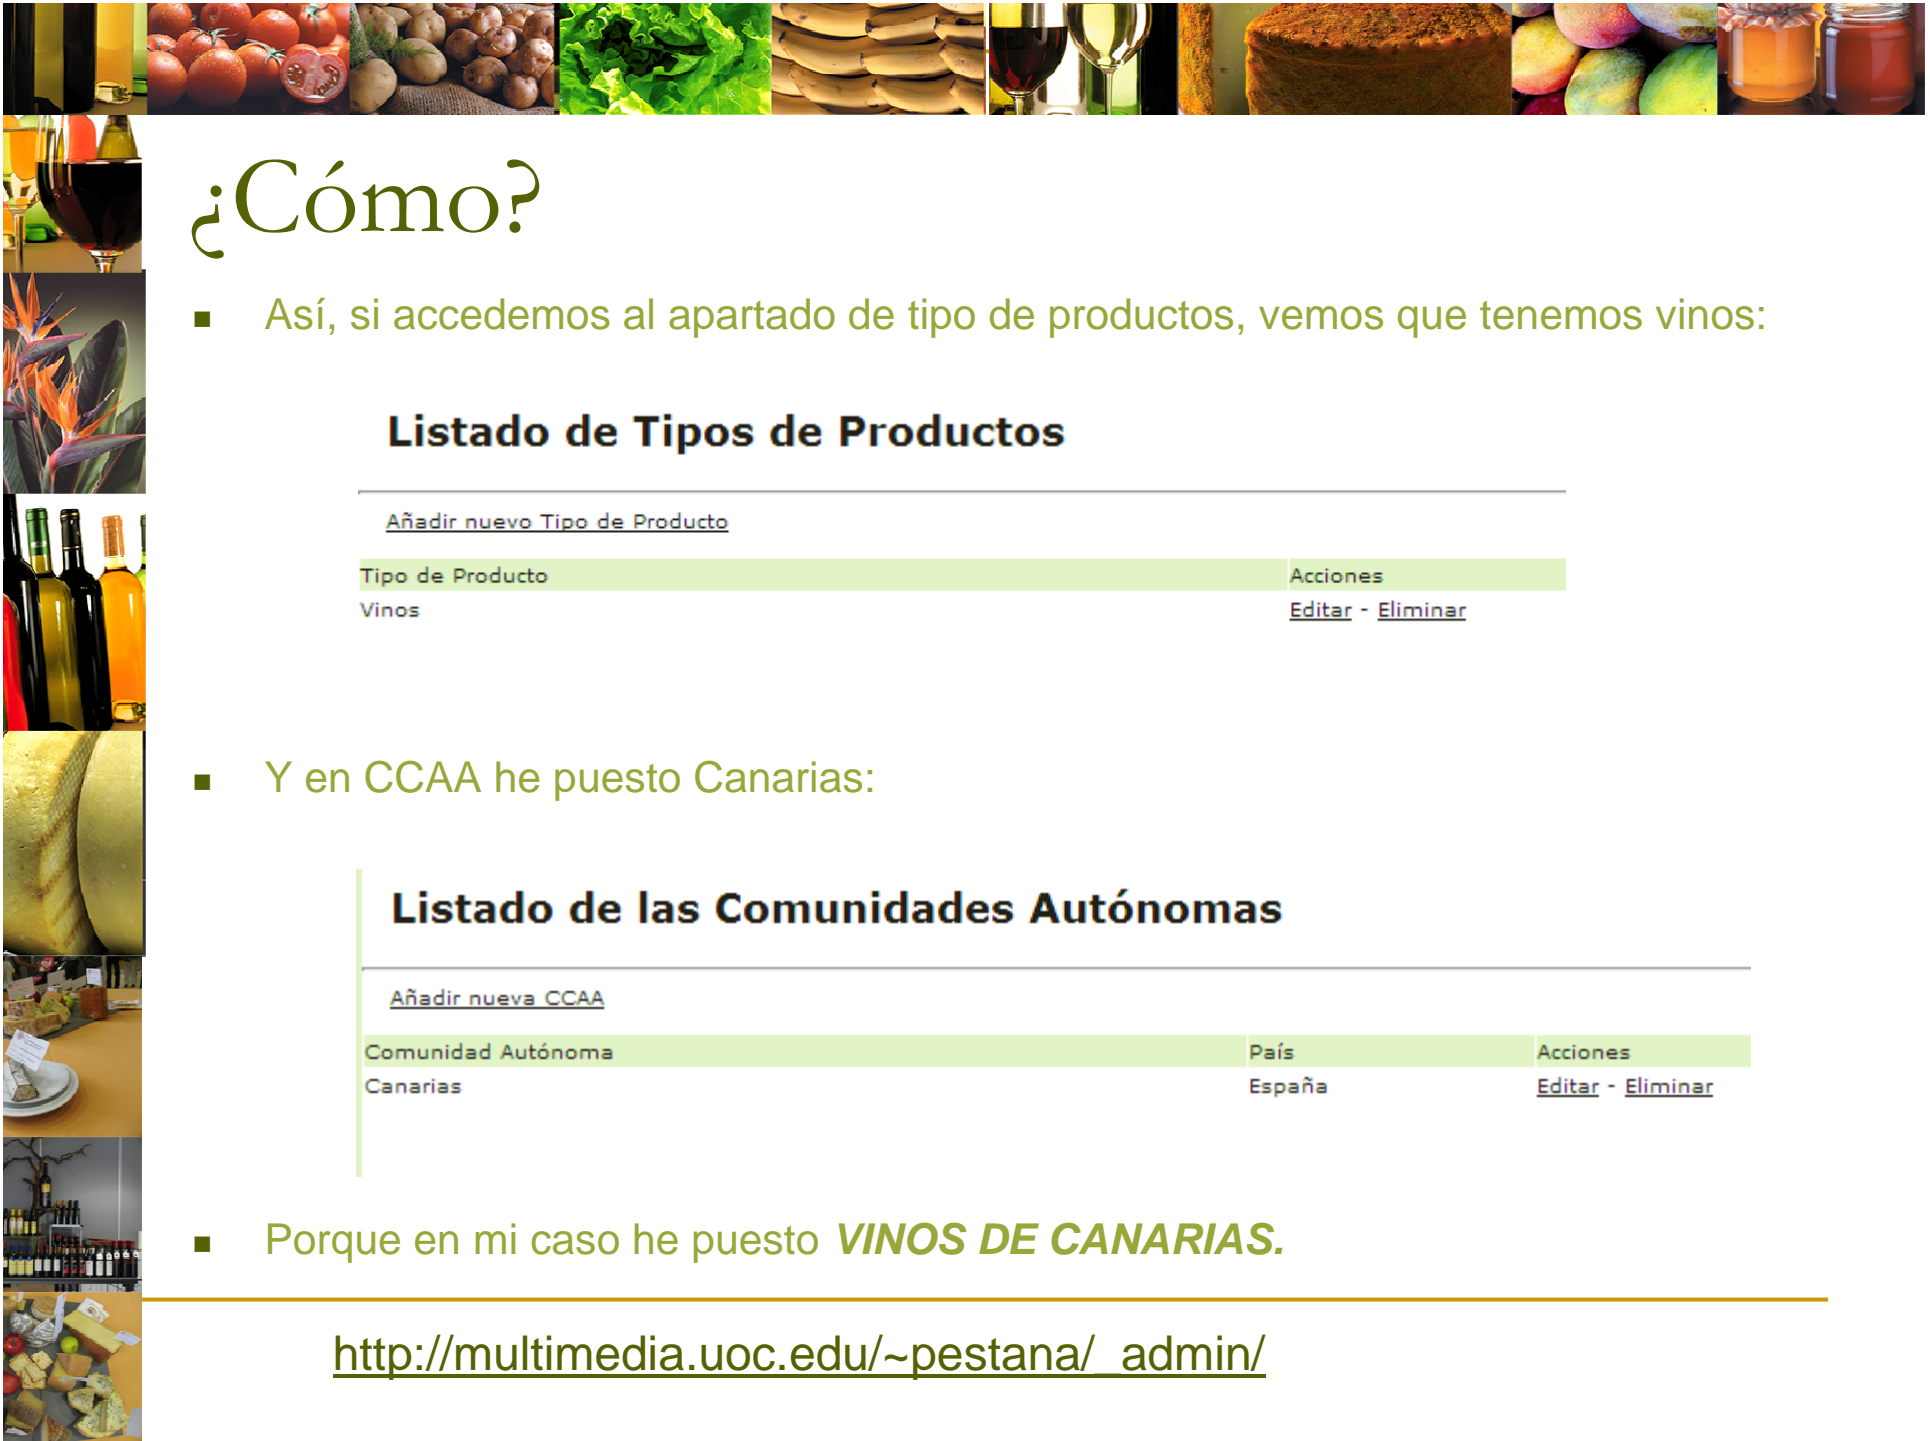 ¿Cómo?
Así, si accedemos al apartado de tipo de productos, vemos que tenemos vinos:
Listado de Tipos de Productos
Añadir nuevo Tipo de Producto
Tipo de Producto Acciones
Vinos Editar - Eliminar
Y en CCAA he puesto Canarias:
Listado de las Comunidades Autónomas
Añadir nueva CCAA
Comunidad Autónoma País Acciones
Canarias España Editar - Eliminar
Porque en mi caso he puesto VINOS DE CANARIAS.
http://multimedia.uoc.edu/~pestana/_admin/